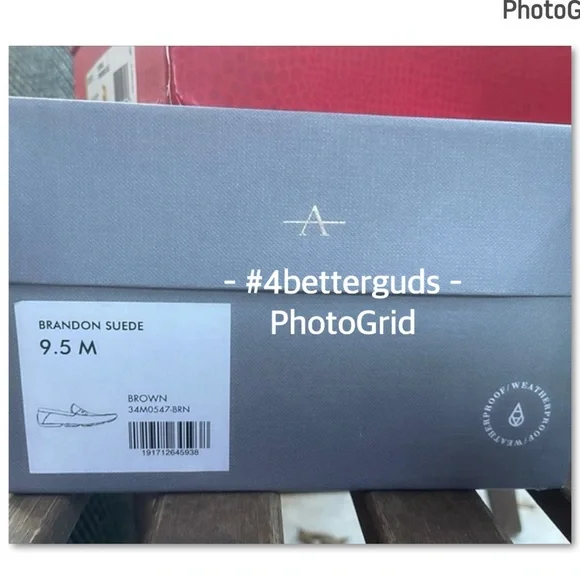 PhotoG
A
- #4betterguds -
PhotoGrid
BRANDON SUEDE
9.5 M
BROWN
34M0547-BRN
191712645938
WEATHERPROOF/WEATHERPROOF/